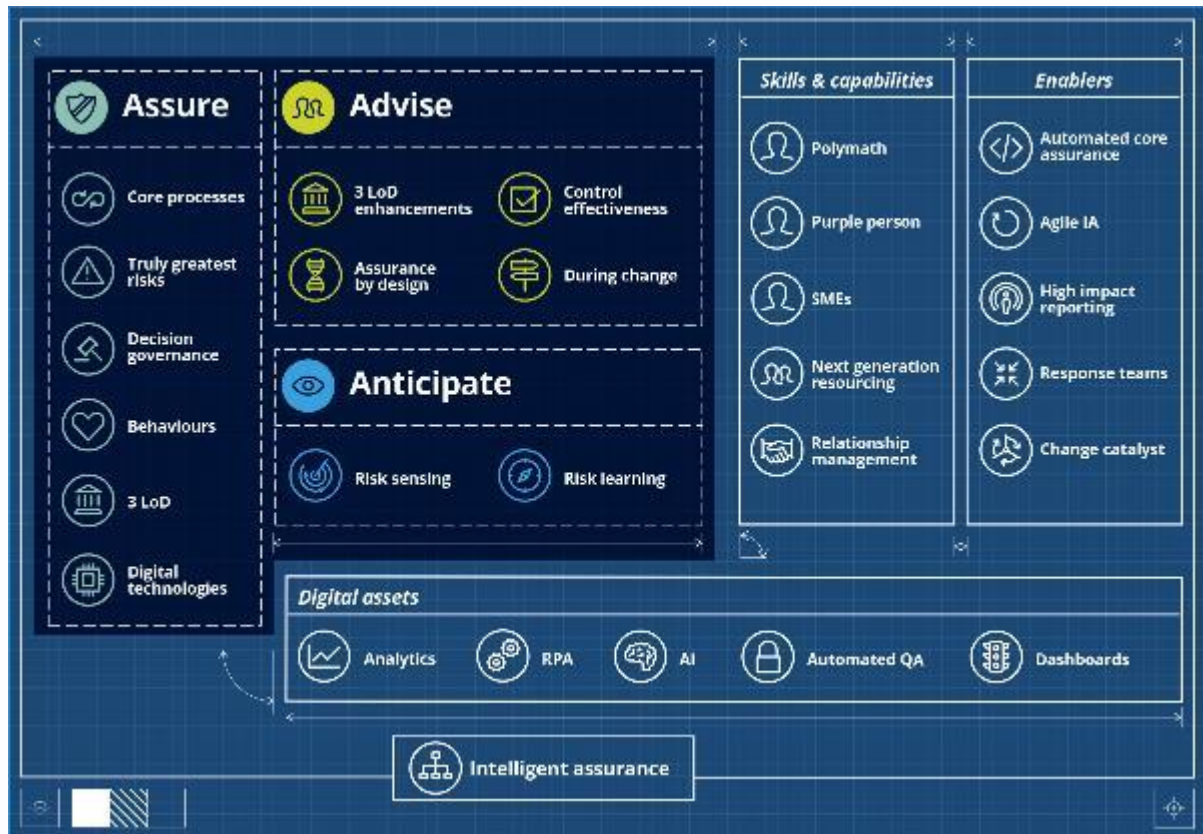 Assure
Core processes
Truly greatest
risks
Decision
governance
Behaviours
3 LoD
Digital
technologies
Advise
3 LoD
enhancements
Control
effectiveness
Assurance
by design
During change
Anticipate
Risk sensing
Risk learning
Skills & capabilities
Polymath
Purple person
SMEs
Next generation
resourcing
Relationship
management
Enablers
Automated core
assurance
Agile IA
High impact
reporting
Response teams
Change catalyst
Digital assets
Analytics
RPA
AI
Automated QA
Dashboards
Intelligent assurance